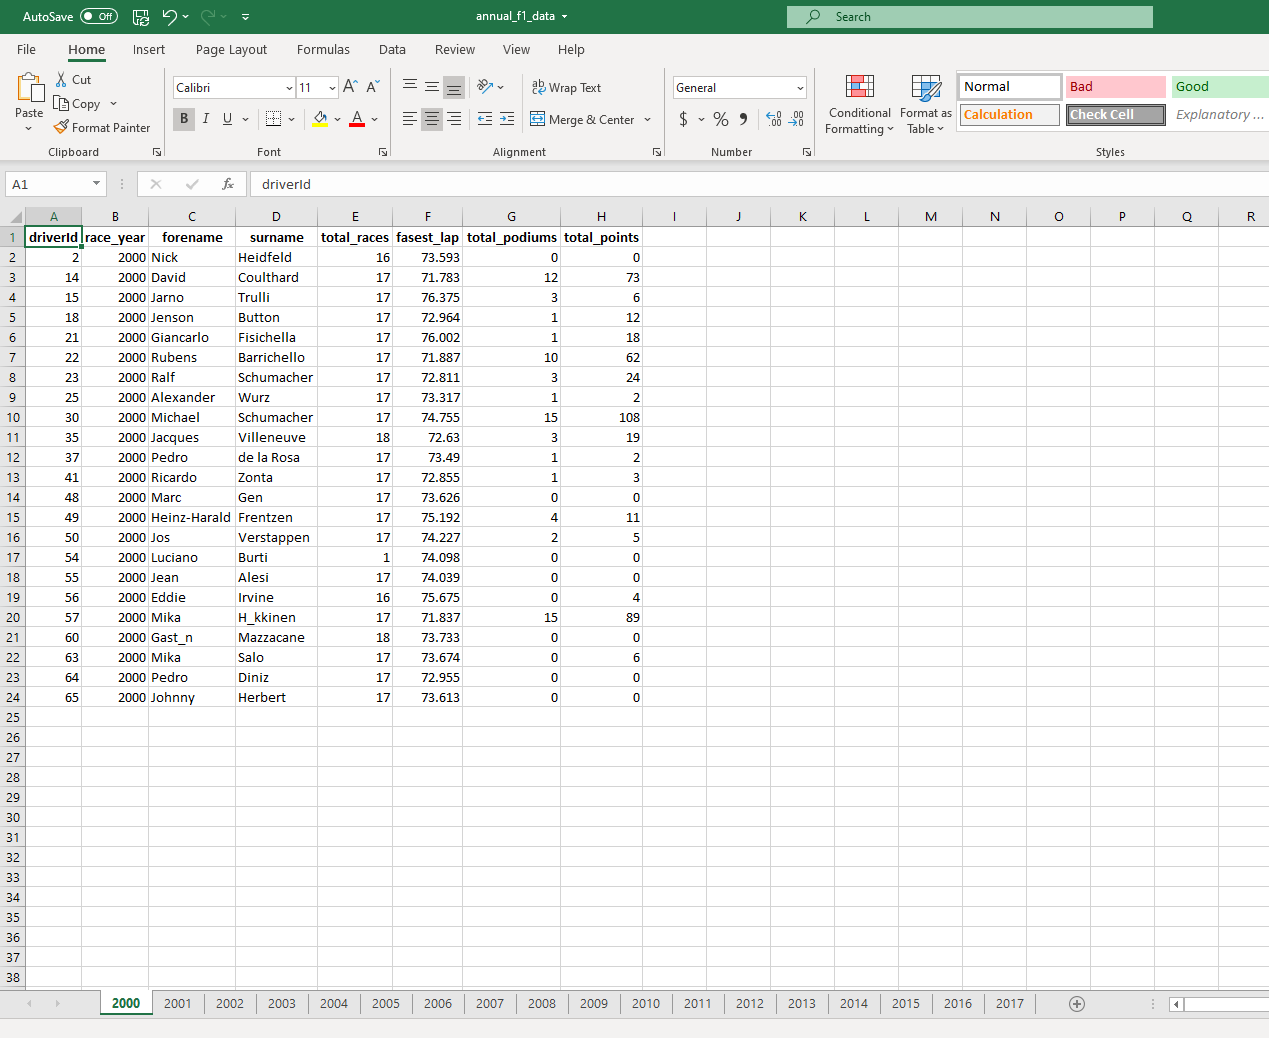 AutoSave Off annual_f1_data Search
File Home Insert Page Layout Formulas Data Review View Help
Paste Cut Copy Format Painter Clipboard
Calibri 11 A A B I U A Font
ab Wrap Text Merge & Center Alignment
General $ % , .00 .00 Number
Conditional Formatting Format as Table
Normal Bad Good
Calculation Check Cell Explanatory ...
Styles
A1 fx driverId
A B C D E F G H I J K L M N O P Q R
1 driverId race_year forename surname total_races fasest_lap total_podiums total_points
2 2 2000 Nick Heidfeld 16 73.593 0 0
3 14 2000 David Coulthard 17 71.783 12 73
4 15 2000 Jarno Trulli 17 76.375 3 6
5 18 2000 Jenson Button 17 72.964 1 12
6 21 2000 Giancarlo Fisichella 17 76.002 1 18
7 22 2000 Rubens Barrichello 17 71.887 10 62
8 23 2000 Ralf Schumacher 17 72.811 3 24
9 25 2000 Alexander Wurz 17 73.317 1 2
10 30 2000 Michael Schumacher 17 74.755 15 108
11 35 2000 Jacques Villeneuve 18 72.63 3 19
12 37 2000 Pedro de la Rosa 17 73.49 1 2
13 41 2000 Ricardo Zonta 17 72.855 1 3
14 48 2000 Marc Gen 17 73.626 0 0
15 49 2000 Heinz-Harald Frentzen 17 75.192 4 11
16 50 2000 Jos Verstappen 17 74.227 2 5
17 54 2000 Luciano Burti 1 74.098 0 0
18 55 2000 Jean Alesi 17 74.039 0 0
19 56 2000 Eddie Irvine 16 75.675 0 4
20 57 2000 Mika H_kkinen 17 71.837 15 89
21 60 2000 Gast_n Mazzacane 18 73.733 0 0
22 63 2000 Mika Salo 17 73.674 0 6
23 64 2000 Pedro Diniz 17 72.955 0 0
24 65 2000 Johnny Herbert 17 73.613 0 0
25
26
27
28
29
30
31
32
33
34
35
36
37
38
2000 2001 2002 2003 2004 2005 2006 2007 2008 2009 2010 2011 2012 2013 2014 2015 2016 2017